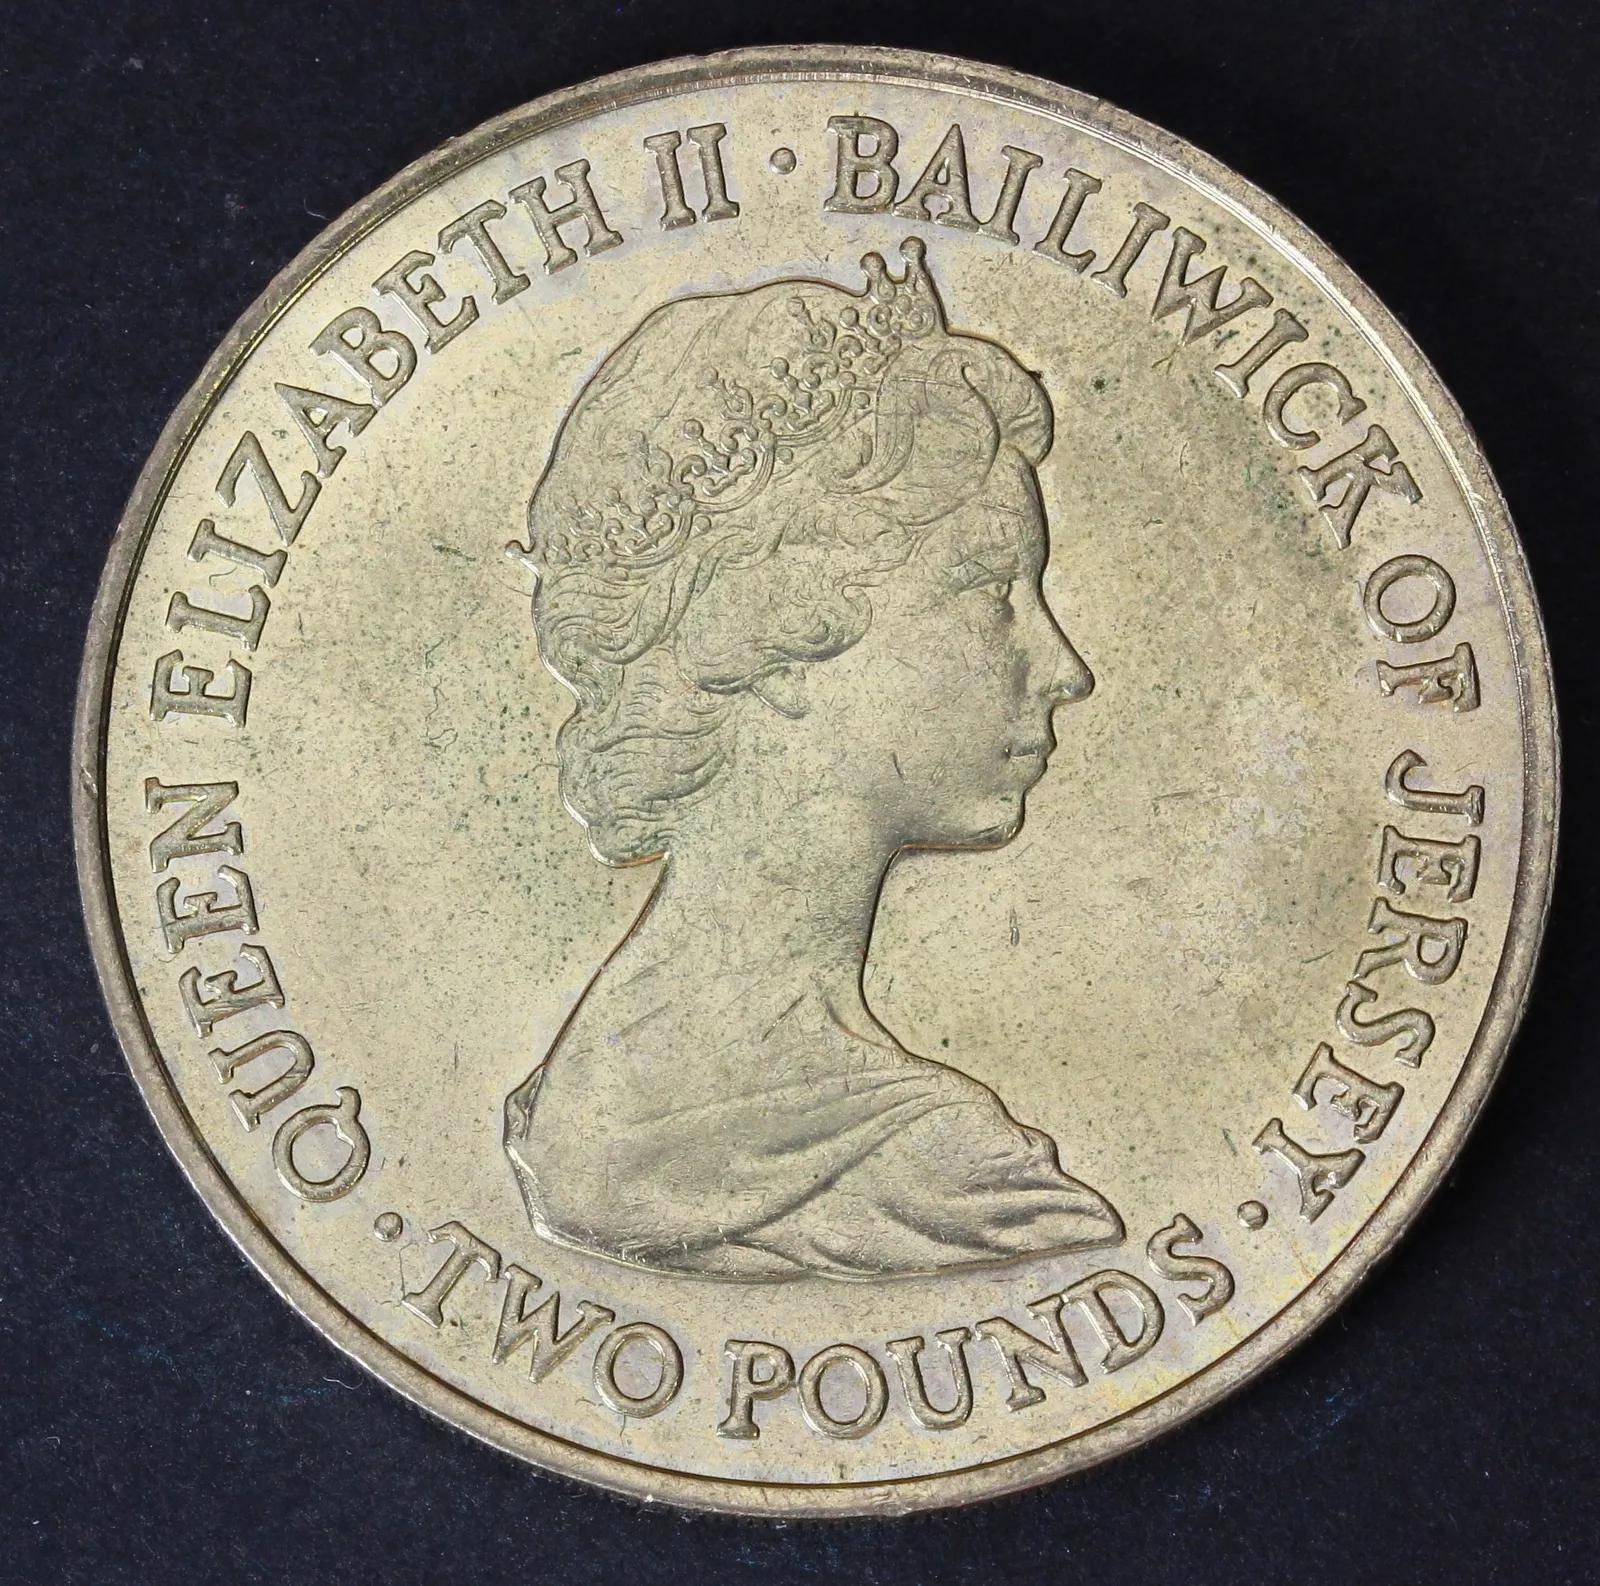 QUEEN ELIZABETH II · BAILIWICK OF JERSEY ·
TWO POUNDS ·